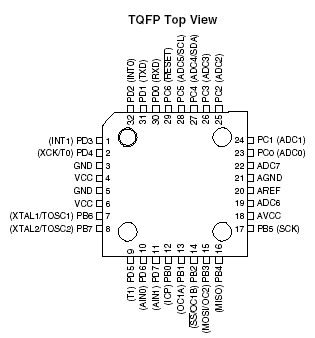 TQFP Top View
PD2 (INT0)
PD1 (TXD)
PD0 (RXD)
PC6 (RESET)
PC5 (ADC5/SCL)
PC4 (ADC4/SDA)
PC3 (ADC3)
PC2 (ADC2)
32
31
30
29
28
27
26
25
(INT1) PD3 1
(XCK/T0) PD4 2
GND 3
VCC 4
GND 5
VCC 6
(XTAL1/TOSC1) PB6 7
(XTAL2/TOSC2) PB7 8
24 PC1 (ADC1)
23 PC0 (ADC0)
22 ADC7
21 AGND
20 AREF
19 ADC6
18 AVCC
17 PB5 (SCK)
9
10
11
12
13
14
15
16
(T1) PD5
(AIN0) PD6
(AIN1) PD7
(ICP) PB0
(OC1A) PB1
(SS/OC1B) PB2
(MOSI/OC2) PB3
(MISO) PB4